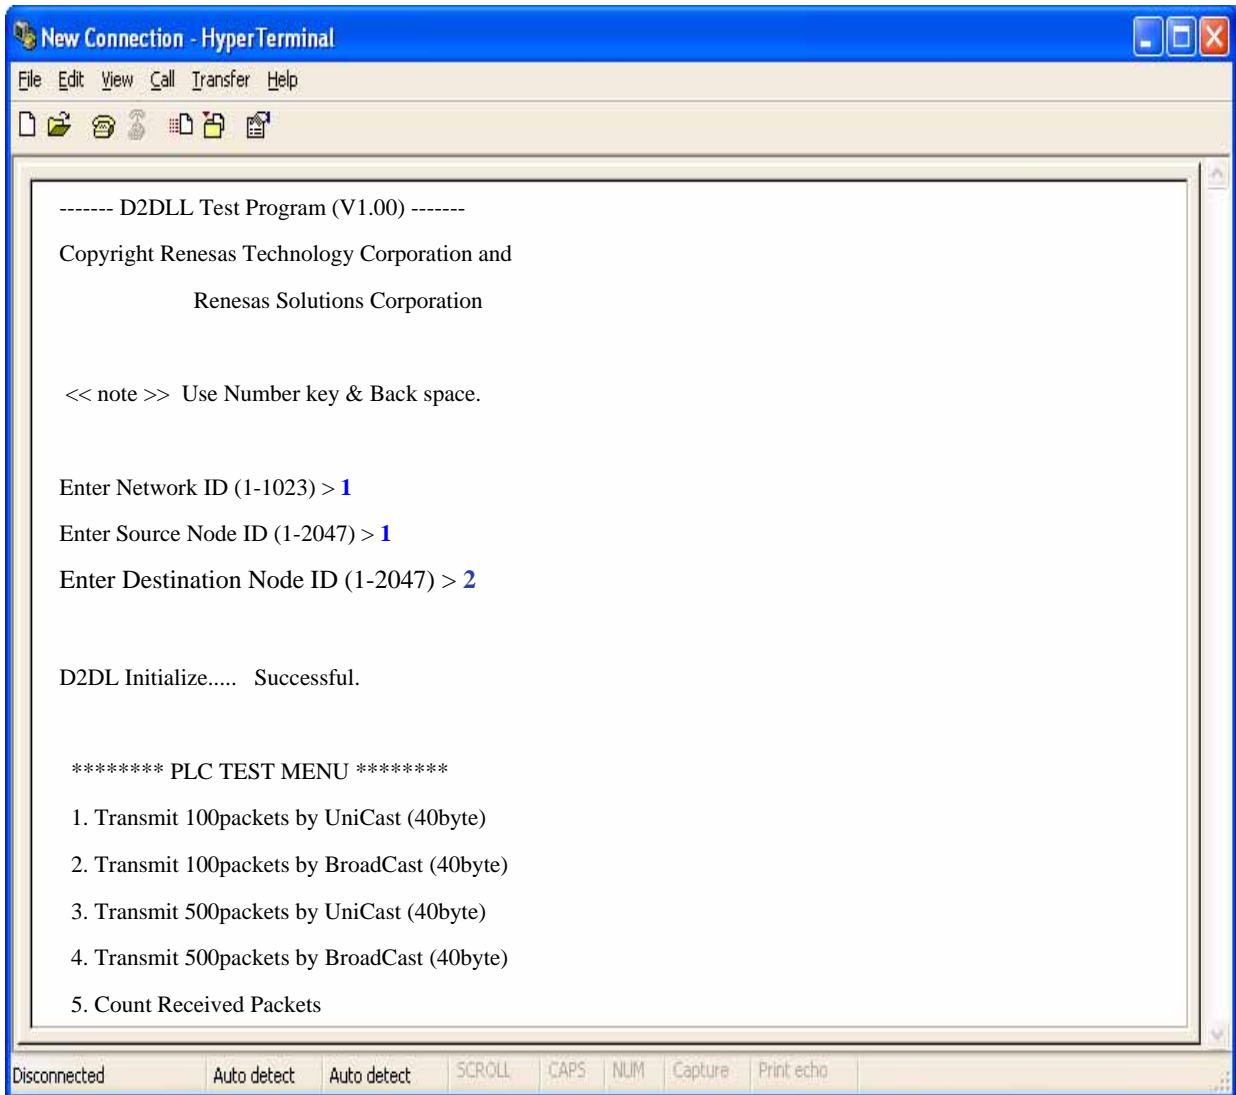 New Connection - HyperTerminal
File Edit View Call Transfer Help
------- D2DLL Test Program (V1.00) -------
Copyright Renesas Technology Corporation and
Renesas Solutions Corporation
<< note >> Use Number key & Back space.
Enter Network ID (1-1023) > 1
Enter Source Node ID (1-2047) > 1
Enter Destination Node ID (1-2047) > 2
D2DL Initialize..... Successful.
******** PLC TEST MENU ********
1. Transmit 100packets by UniCast (40byte)
2. Transmit 100packets by BroadCast (40byte)
3. Transmit 500packets by UniCast (40byte)
4. Transmit 500packets by BroadCast (40byte)
5. Count Received Packets
Disconnected Auto detect Auto detect SCROLL CAPS NUM Capture Print echo